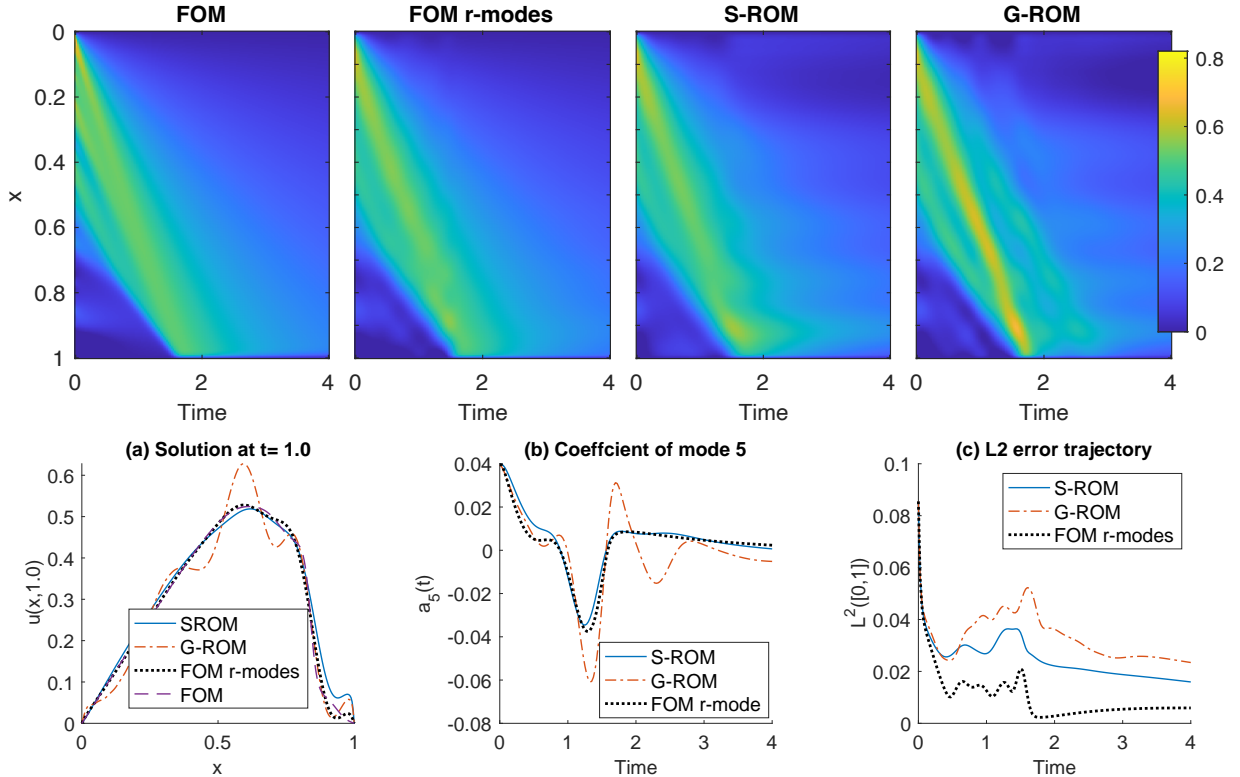 FOM
FOM r-modes
S-ROM
G-ROM
0
0.2
0.4
0.6
0.8
1
x
0 2 4
Time
0 2 4
Time
0 2 4
Time
0 2 4
Time
0.8
0.6
0.4
0.2
0
(a) Solution at t= 1.0
u(x,1.0)
0.6
0.5
0.4
0.3
0.2
0.1
0
0 0.5 1
x
SROM
G-ROM
FOM r-modes
FOM
(b) Coeffcient of mode 5
a5(t)
0.04
0.02
0
-0.02
-0.04
-0.06
-0.08
0 1 2 3 4
Time
S-ROM
G-ROM
FOM r-mode
(c) L2 error trajectory
L2([0,1])
0.1
0.08
0.06
0.04
0.02
0
0 1 2 3 4
Time
S-ROM
G-ROM
FOM r-modes